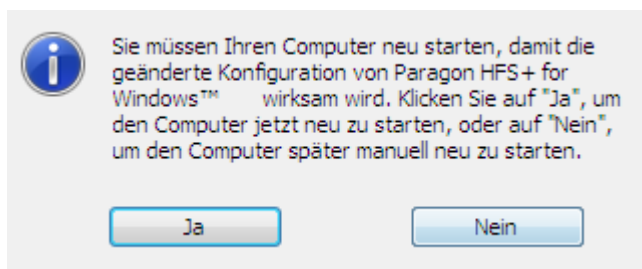 Sie müssen Ihren Computer neu starten, damit die
geänderte Konfiguration von Paragon HFS+ for
Windows™ wirksam wird. Klicken Sie auf "Ja", um
den Computer jetzt neu zu starten, oder auf "Nein",
um den Computer später manuell neu zu starten.
Ja
Nein